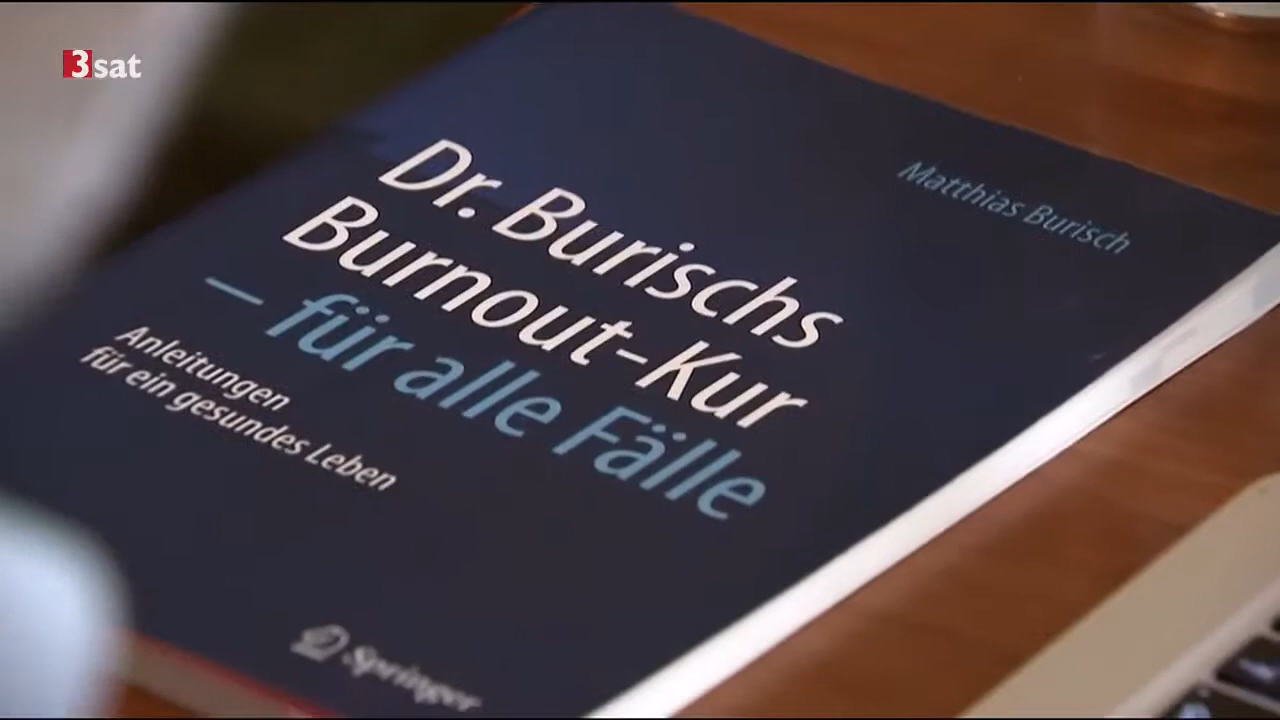 3sat
Matthias Burisch
Dr. Burischs
Burnout-Kur
– für alle Fälle
Anleitungen
für ein gesundes Leben
Springer